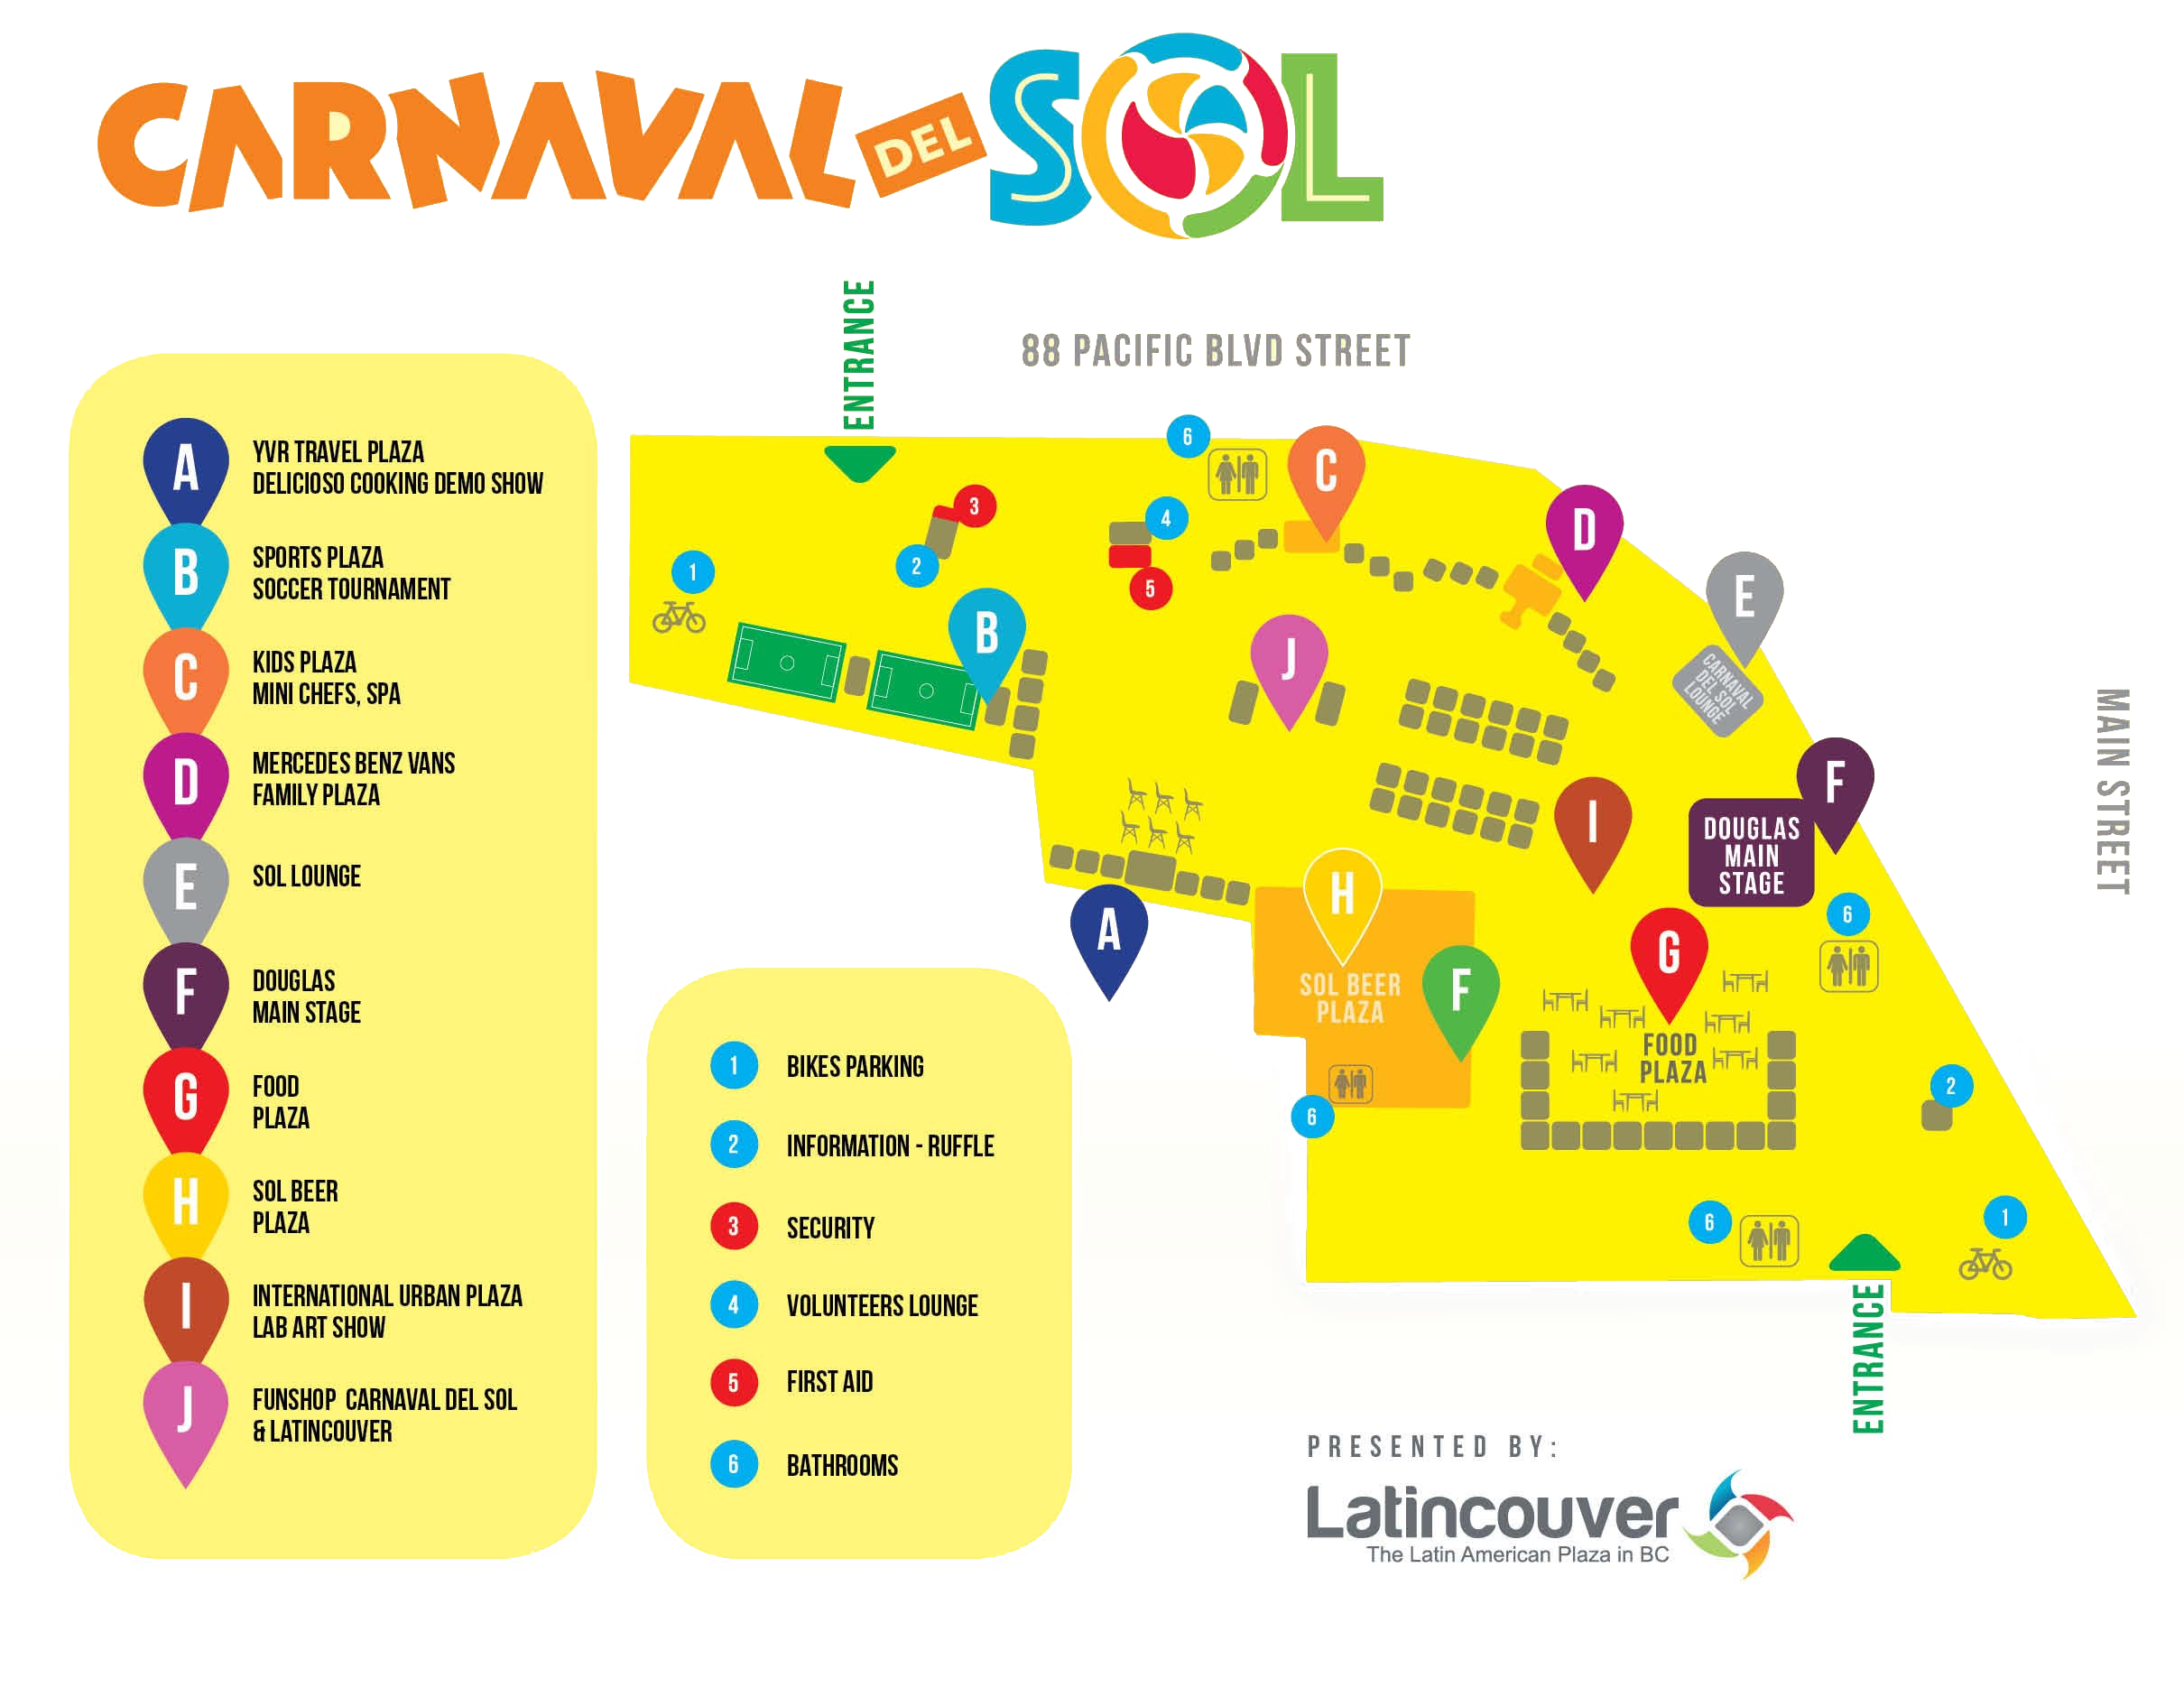 CARNAVAL DEL SOL
ENTRANCE
88 PACIFIC BLVD STREET
MAIN STREET
A
YVR TRAVEL PLAZA
DELICIOSO COOKING DEMO SHOW
B
SPORTS PLAZA
SOCCER TOURNAMENT
C
KIDS PLAZA
MINI CHEFS, SPA
D
MERCEDES BENZ VANS
FAMILY PLAZA
E
SOL LOUNGE
F
DOUGLAS
MAIN STAGE
G
FOOD
PLAZA
H
SOL BEER
PLAZA
I
INTERNATIONAL URBAN PLAZA
LAB ART SHOW
J
FUNSHOP CARNAVAL DEL SOL
& LATINCOUVER
1 BIKES PARKING
2 INFORMATION - RUFFLE
3 SECURITY
4 VOLUNTEERS LOUNGE
5 FIRST AID
6 BATHROOMS
6
C
3
4
D
1
2
5
E
B
J
CARNAVAL
DEL SOL
LOUNGE
F
I
DOUGLAS
MAIN
STAGE
H
A
6
G
SOL BEER
PLAZA
F
FOOD
PLAZA
2
6
6
1
ENTRANCE
PRESENTED BY:
Latincouver
The Latin American Plaza in BC